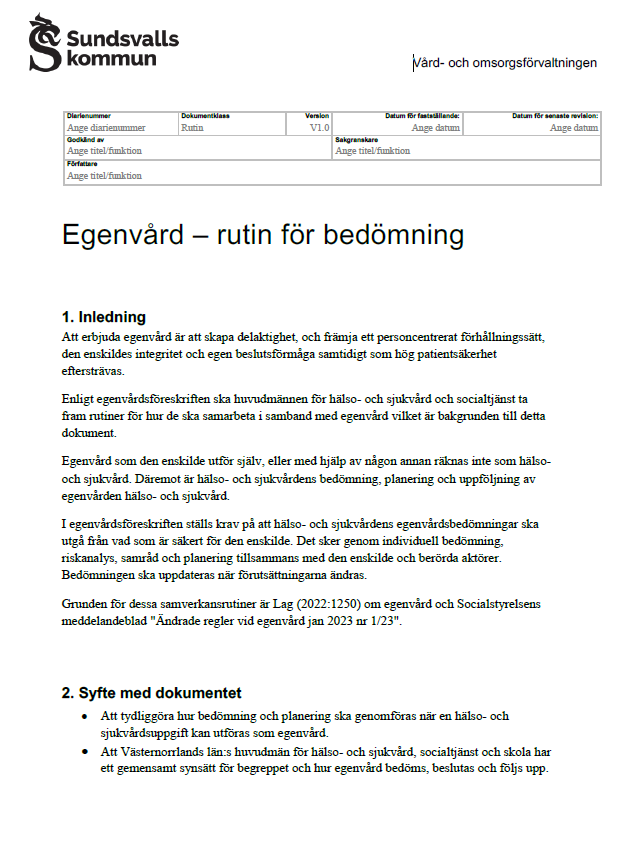 Sundsvalls
kommun
Vård- och omsorgsförvaltningen
Diarienummer Dokumentklass Version Datum för fastställande: Datum för senaste revision:
Ange diarienummer Rutin V1.0 Ange datum Ange datum
Godkänd av Sakgranskare
Ange titel/funktion Ange titel/funktion
Författare
Ange titel/funktion
Egenvård – rutin för bedömning
1. Inledning
Att erbjuda egenvård är att skapa delaktighet, och främja ett personcentrerat förhållningssätt,
den enskildes integritet och egen beslutsförmåga samtidigt som hög patientsäkerhet
eftersträvas.
Enligt egenvårdsföreskriften ska huvudmännen för hälso- och sjukvård och socialtjänst ta
fram rutiner för hur de ska samarbeta i samband med egenvård vilket är bakgrunden till detta
dokument.
Egenvård som den enskilde utför själv, eller med hjälp av någon annan räknas inte som hälso-
och sjukvård. Däremot är hälso- och sjukvårdens bedömning, planering och uppföljning av
egenvården hälso- och sjukvård.
I egenvårdsföreskriften ställs krav på att hälso- och sjukvårdens egenvårdsbedömningar ska
utgå från vad som är säkert för den enskilde. Det sker genom individuell bedömning,
riskanalys, samråd och planering tillsammans med den enskilde och berörda aktörer.
Bedömningen ska uppdateras när förutsättningarna ändras.
Grunden för dessa samverkansrutiner är Lag (2022:1250) om egenvård och Socialstyrelsens
meddelandeblad "Ändrade regler vid egenvård jan 2023 nr 1/23".
2. Syfte med dokumentet
• Att tydliggöra hur bedömning och planering ska genomföras när en hälso- och
sjukvårdsuppgift kan utföras som egenvård.
• Att Västernorrlands län:s huvudmän för hälso- och sjukvård, socialtjänst och skola har
ett gemensamt synsätt för begreppet och hur egenvård bedöms, beslutas och följs upp.